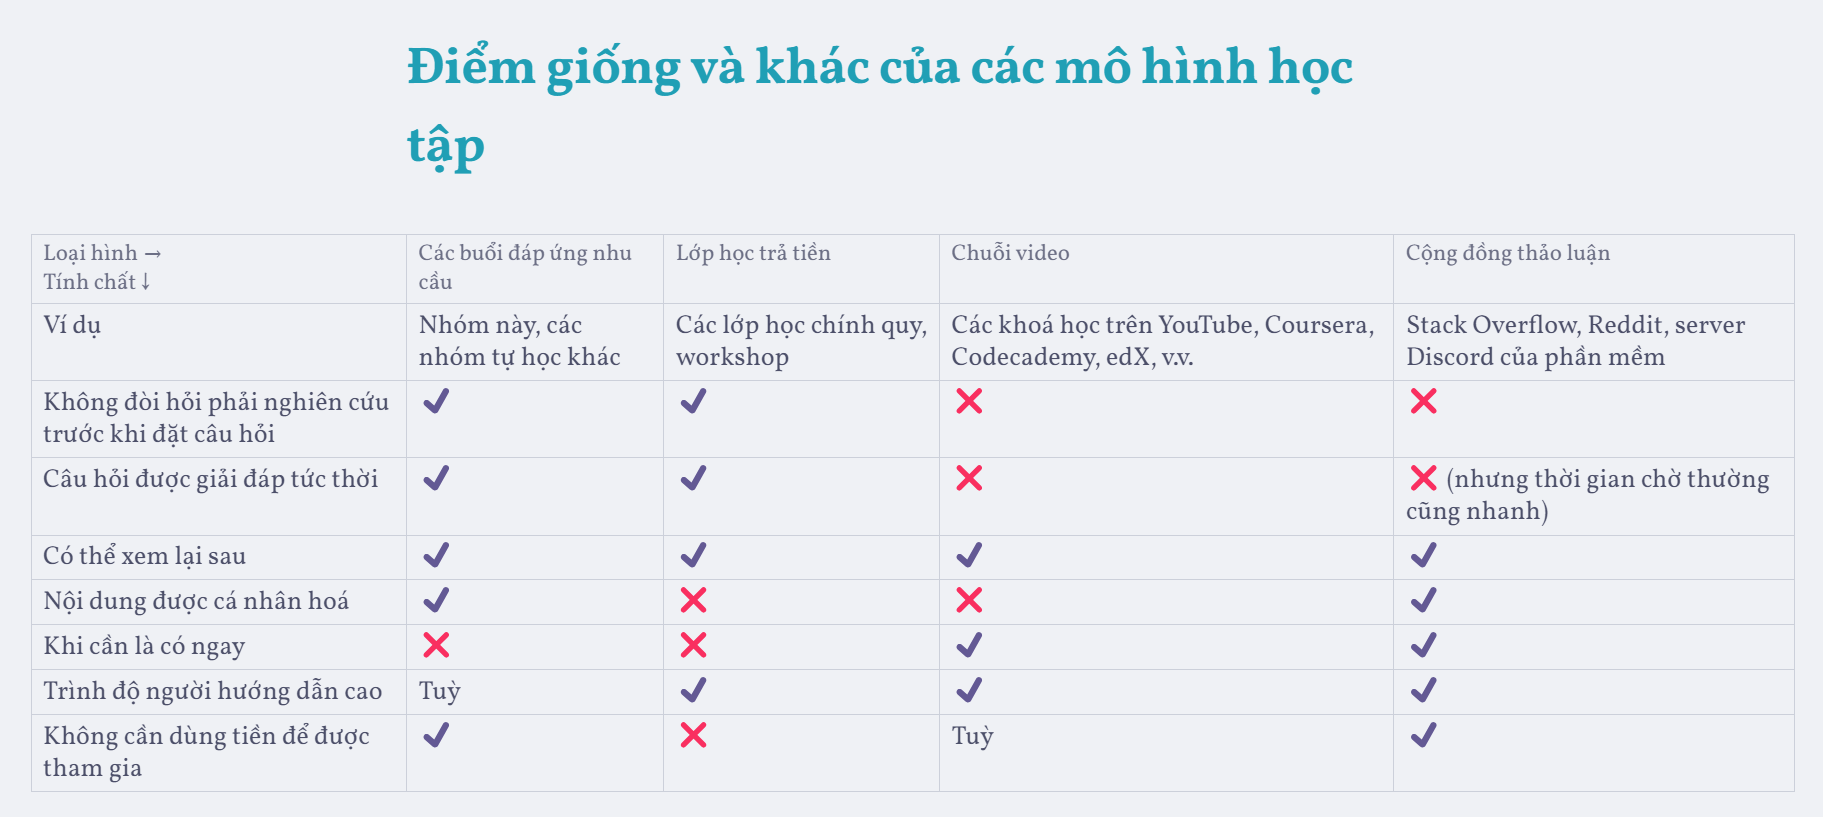 Điểm giống và khác của các mô hình học
tập
Loại hình →
Tính chất ↓
Các buổi đáp ứng nhu
cầu
Lớp học trả tiền
Chuỗi video
Cộng đồng thảo luận
Ví dụ
Nhóm này, các
nhóm tự học khác
Các lớp học chính quy,
workshop
Các khoá học trên YouTube, Coursera,
Codecademy, edX, v.v.
Stack Overflow, Reddit, server
Discord của phần mềm
Không đòi hỏi phải nghiên cứu
trước khi đặt câu hỏi
✔
✔
❌
❌
Câu hỏi được giải đáp tức thời
✔
✔
❌
❌ (nhưng thời gian chờ thường
cũng nhanh)
Có thể xem lại sau
✔
✔
✔
✔
Nội dung được cá nhân hoá
✔
❌
❌
✔
Khi cần là có ngay
❌
❌
✔
✔
Trình độ người hướng dẫn cao
Tuỳ
✔
✔
✔
Không cần dùng tiền để được
tham gia
✔
❌
Tuỳ
✔